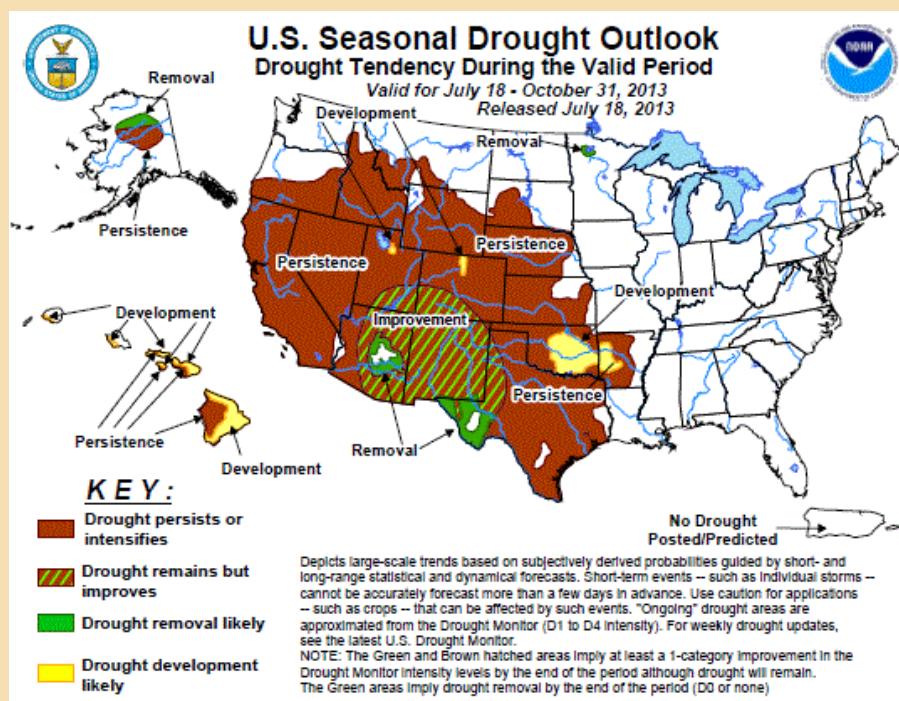 U.S. Seasonal Drought Outlook
Drought Tendency During the Valid Period
Valid for July 18 - October 31, 2013
Released July 18, 2013
DEPARTMENT OF COMMERCE
NOAA
Removal
Development
Removal
Persistence
Persistence
Persistence
Development
Development
Improvement
Persistence
Persistence
Removal
Development
KEY:
Drought persists or
intensifies
Drought remains but
improves
Drought removal likely
Drought development
likely
No Drought
Posted/Predicted
Depicts large-scale trends based on subjectively derived probabilities guided by short- and
long-range statistical and dynamical forecasts. Short-term events -- such as individual storms --
cannot be accurately forecast more than a few days in advance. Use caution for applications
-- such as crops -- that can be affected by such events. "Ongoing" drought areas are
approximated from the Drought Monitor (D1 to D4 intensity). For weekly drought updates,
see the latest U.S. Drought Monitor.
NOTE: The Green and Brown hatched areas imply at least a 1-category improvement in the
Drought Monitor intensity levels by the end of the period although drought will remain.
The Green areas imply drought removal by the end of the period (D0 or none)